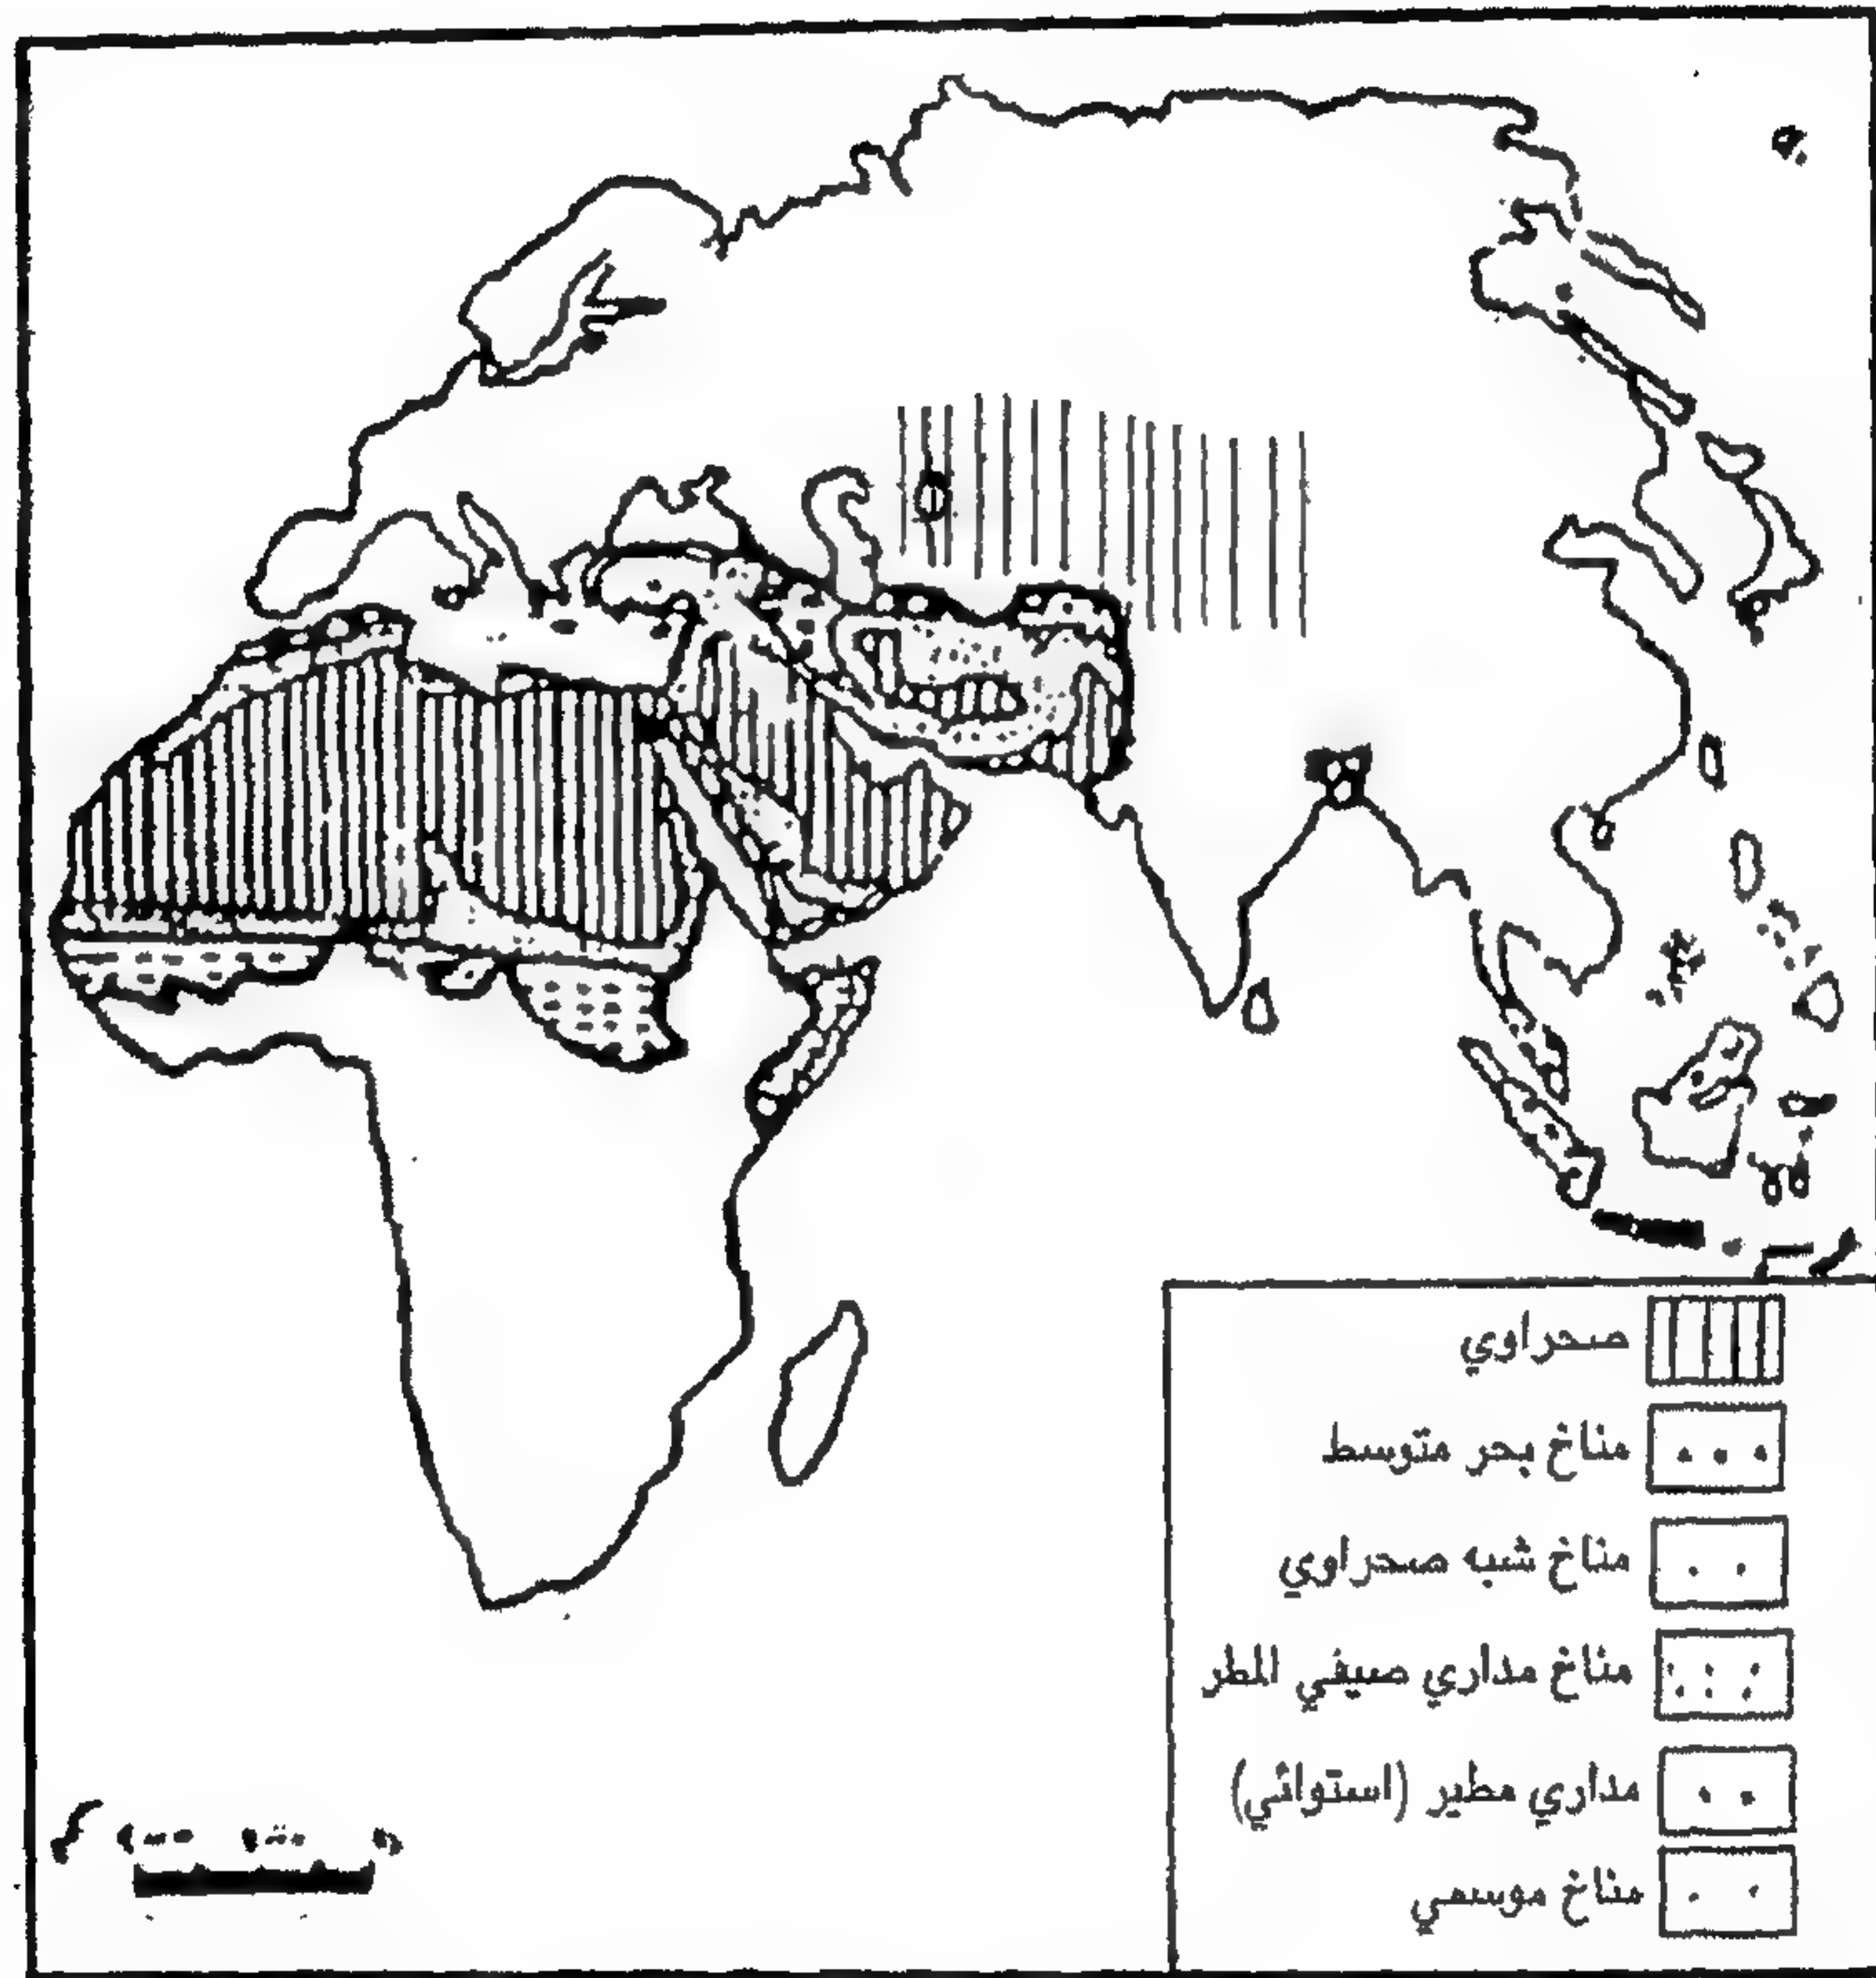 صحراوي
مناخ بحر متوسط
مناخ شبه صحراوي
مناخ مداري صيفي المطر
مداري مطير (استوائي)
مناخ موسمي